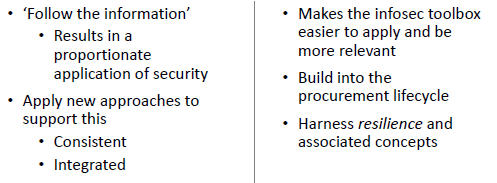 • ‘Follow the information’
• Results in a
proportionate
application of security
• Apply new approaches to
support this
• Consistent
• Integrated
• Makes the infosec toolbox
easier to apply and be
more relevant
• Build into the
procurement lifecycle
• Harness resilience and
associated concepts